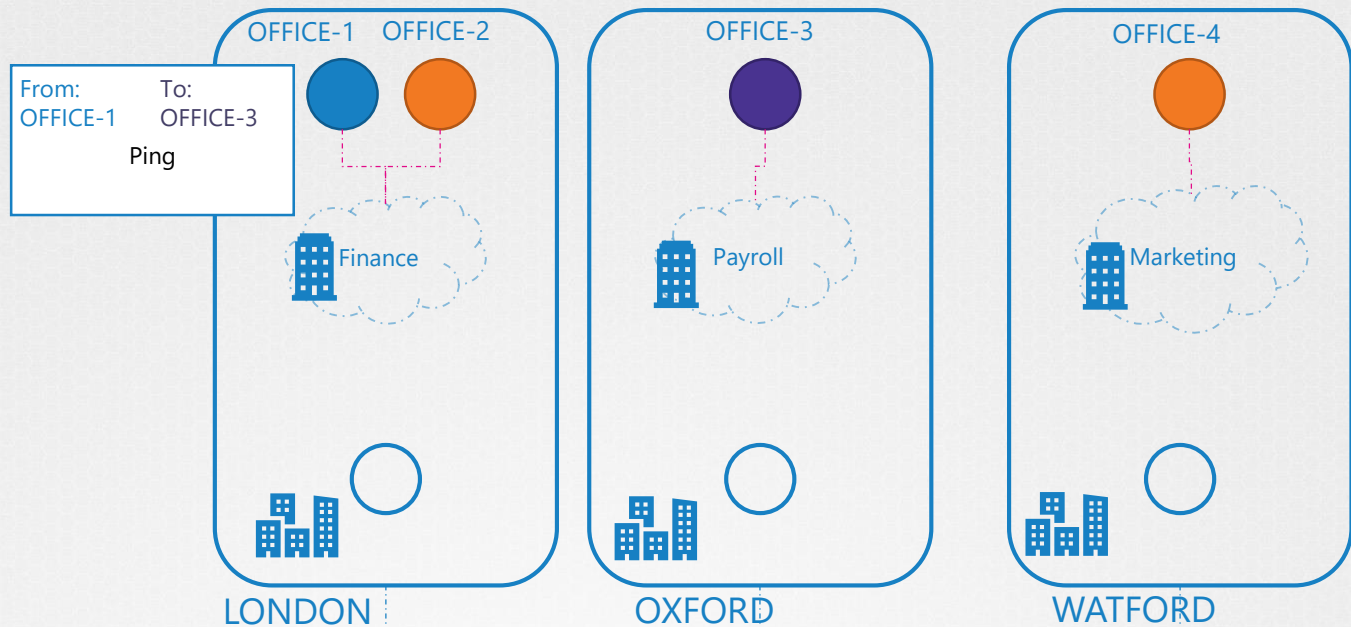 OFFICE-1 OFFICE-2
OFFICE-3
OFFICE-4
From: To:
OFFICE-1 OFFICE-3
Ping
Finance
Payroll
Marketing
LONDON
OXFORD
WATFORD